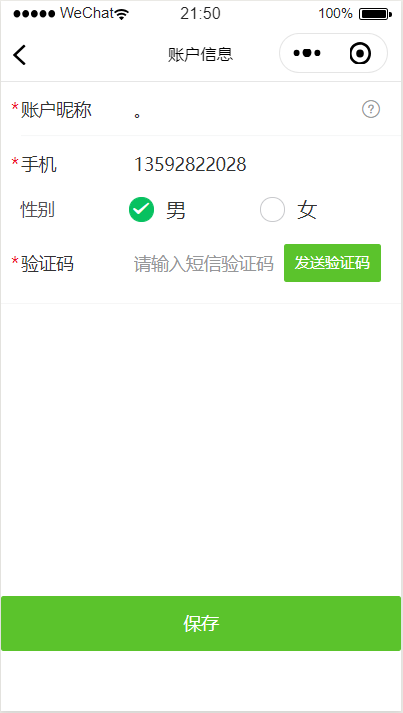 ●●●●● WeChat 21:50 100%
账户信息
*账户昵称 。 ?
*手机 13592822028
性别 男 女
*验证码 请输入短信验证码 发送验证码
保存